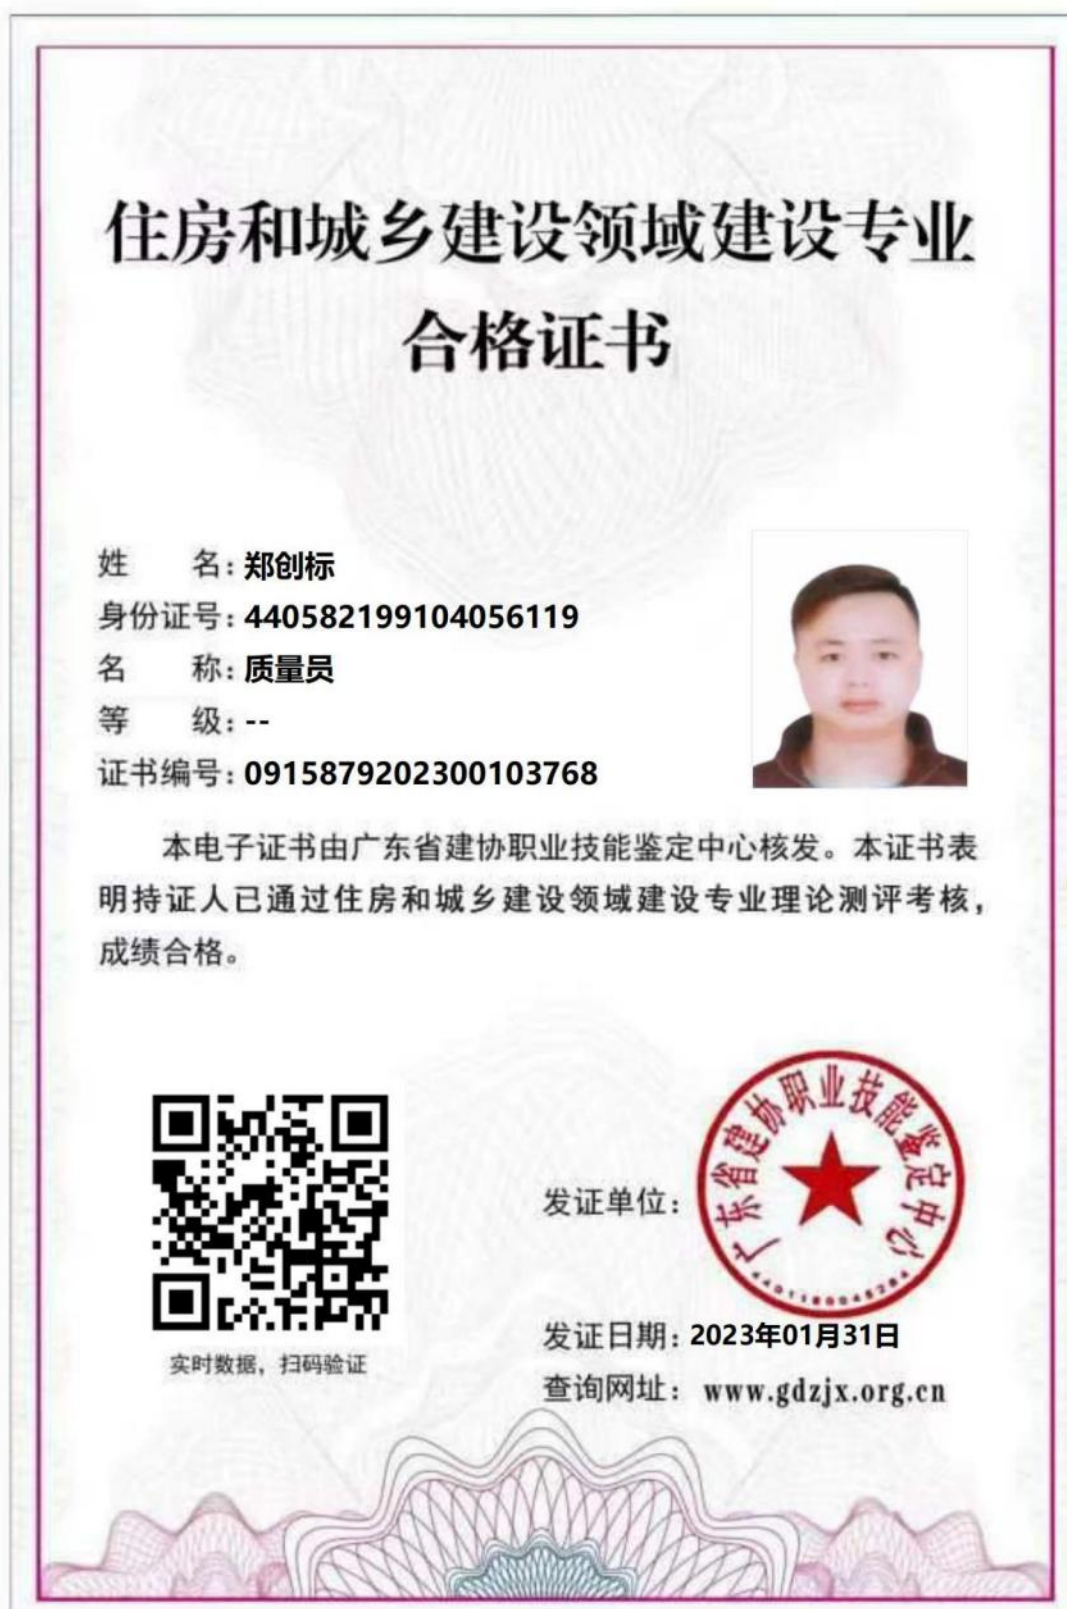 住房和城乡建设领域建设专业
合格证书
姓 名：郑创标
身份证号：440582199104056119
名 称：质量员
等 级：--
证书编号：0915879202300103768
本电子证书由广东省建协职业技能鉴定中心核发。本证书表
明持证人已通过住房和城乡建设领域建设专业理论测评考核，
成绩合格。
广东省建协职业技能鉴定中心
发证单位：
发证日期：2023年01月31日
实时数据，扫码验证
查询网址：www.gdzjx.org.cn